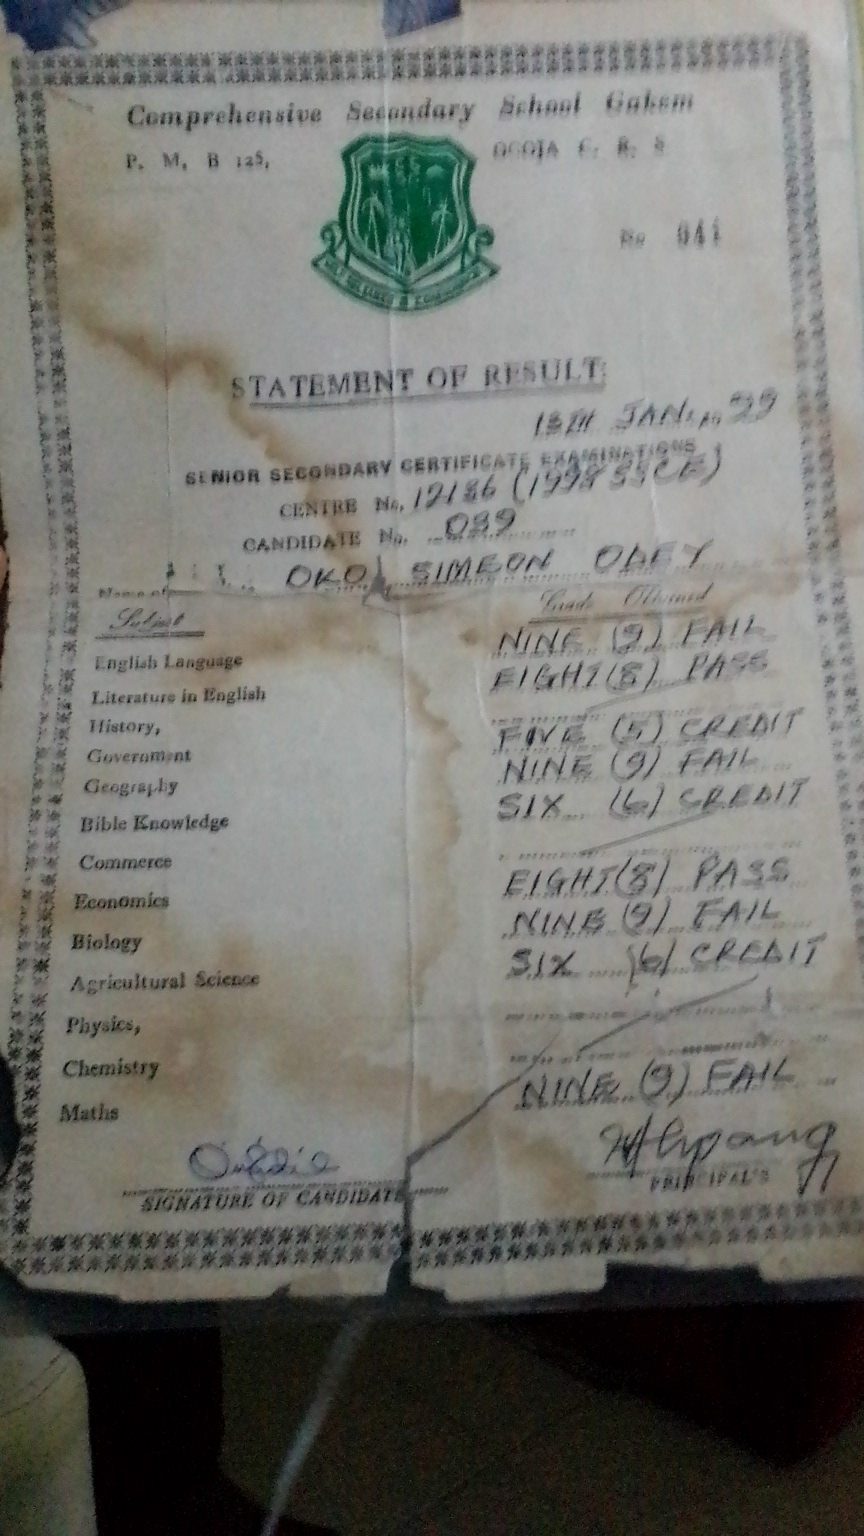 Comprehensive Secondary School Gakem
P. M, B 125, OGOJA C. R. S
No 041
STATEMENT OF RESULT
13TH JAN, 19 99
SENIOR SECONDARY CERTIFICATE EXAMINATIONS
CENTRE No. 12186 (1998 SSCE)
CANDIDATE No. 039
Name of OKO SIMEON ODEY
Subject Grade Obtained
English Language NINE (9) FAIL
Literature in English EIGHT (8) PASS
History,
Government FIVE (5) CREDIT
Geography NINE (9) FAIL
Bible Knowledge SIX (6) CREDIT
Commerce
Economics EIGHT (8) PASS
Biology NINE (9) FAIL
Agricultural Science SIX (6) CREDIT
Physics,
Chemistry
Maths NINE (9) FAIL
SIGNATURE OF CANDIDATE PRINCIPAL'S